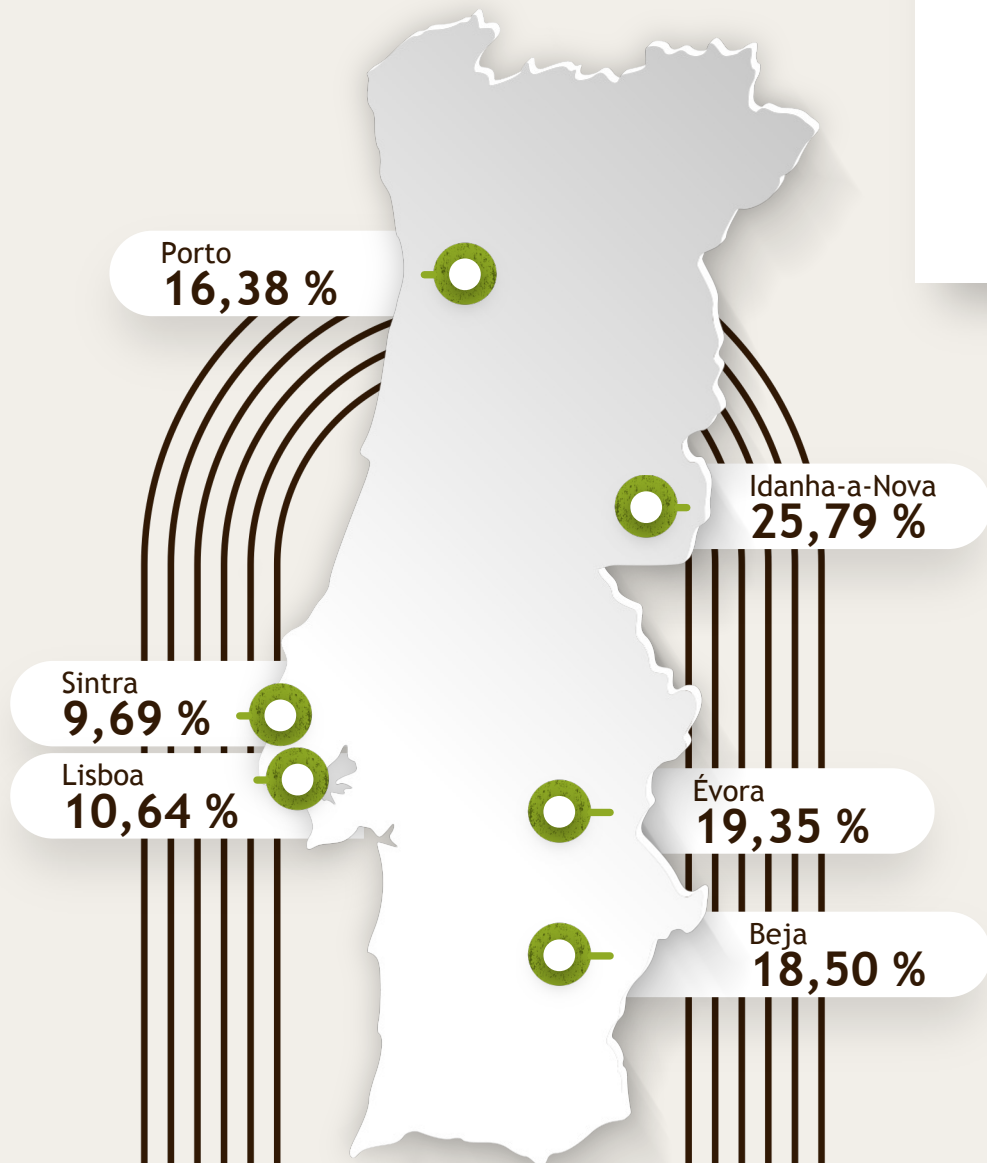 Porto
16,38 %
Idanha-a-Nova
25,79 %
Sintra
9,69 %
Lisboa
10,64 %
Évora
19,35 %
Beja
18,50 %